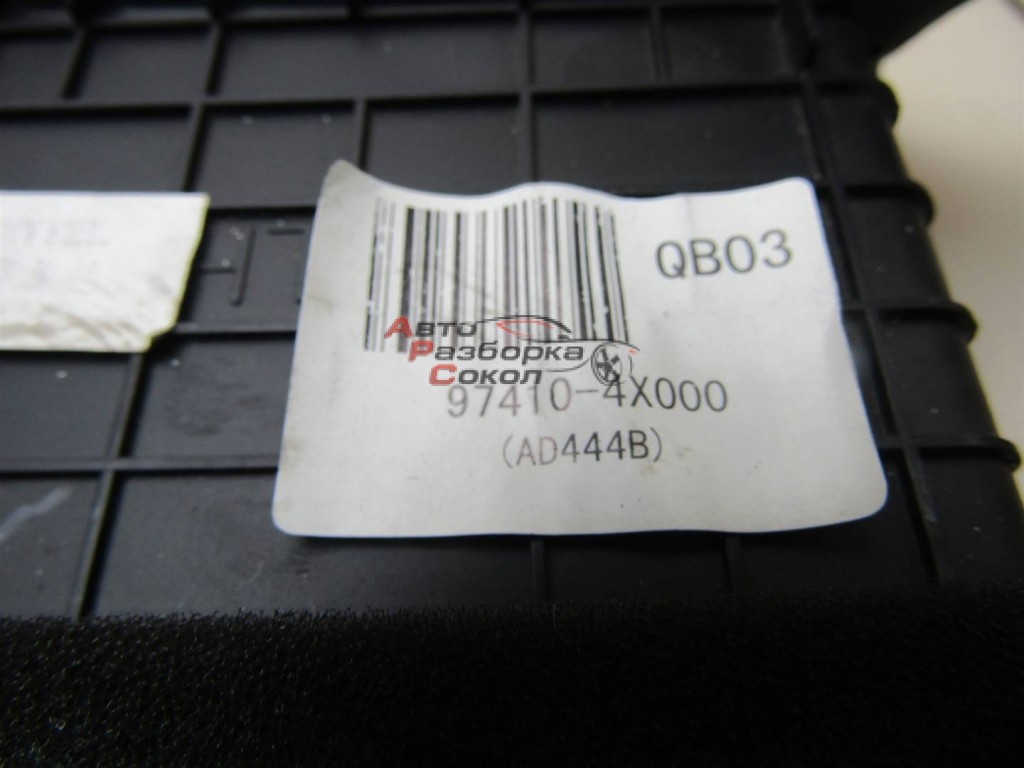 QB03
Авто
Разборка
Сокол
97410-4X000
(AD444B)